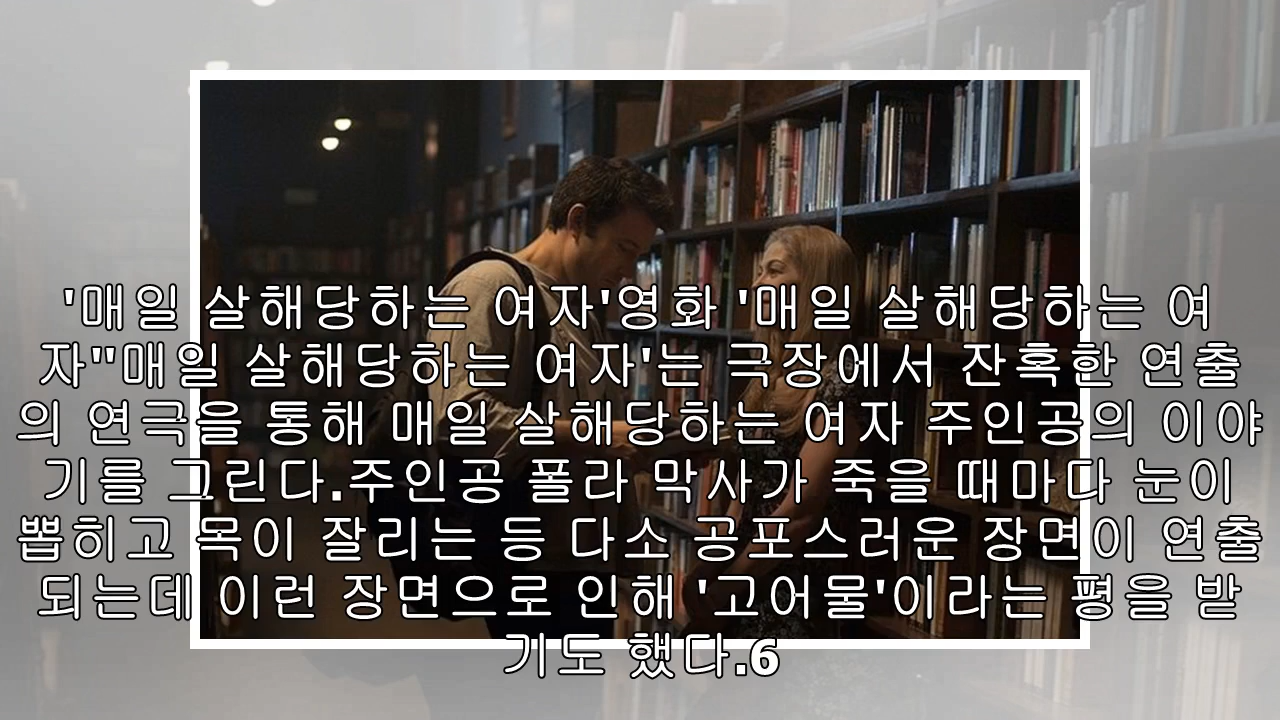 '매일 살해당하는 여자'영화 '매일 살해당하는 여
자''매일 살해당하는 여자'는 극장에서 잔혹한 연출
의 연극을 통해 매일 살해당하는 여자 주인공의 이야
기를 그린다.주인공 폴라 막사가 죽을 때마다 눈이
뽑히고 목이 잘리는 등 다소 공포스러운 장면이 연출
되는데 이런 장면으로 인해 '고어물'이라는 평을 받
기도 했다.6